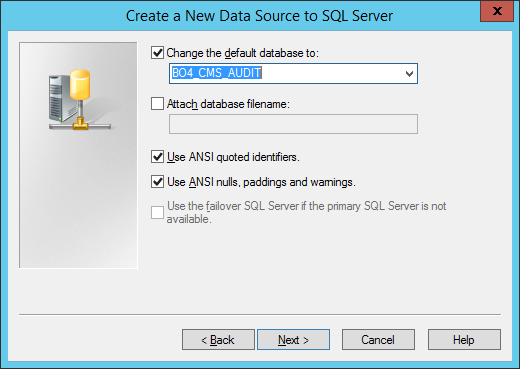 Create a New Data Source to SQL Server
x
Change the default database to:
BO4_CMS_AUDIT
Attach database filename:
Use ANSI quoted identifiers.
Use ANSI nulls, paddings and warnings.
Use the failover SQL Server if the primary SQL Server is not
available.
< Back
Next >
Cancel
Help